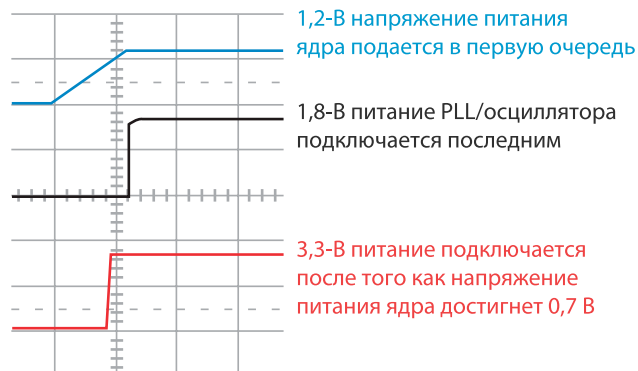 1,2-В напряжение питания
ядра подается в первую очередь
1,8-В питание PLL/осциллятора
подключается последним
3,3-В питание подключается
после того как напряжение
питания ядра достигнет 0,7 В